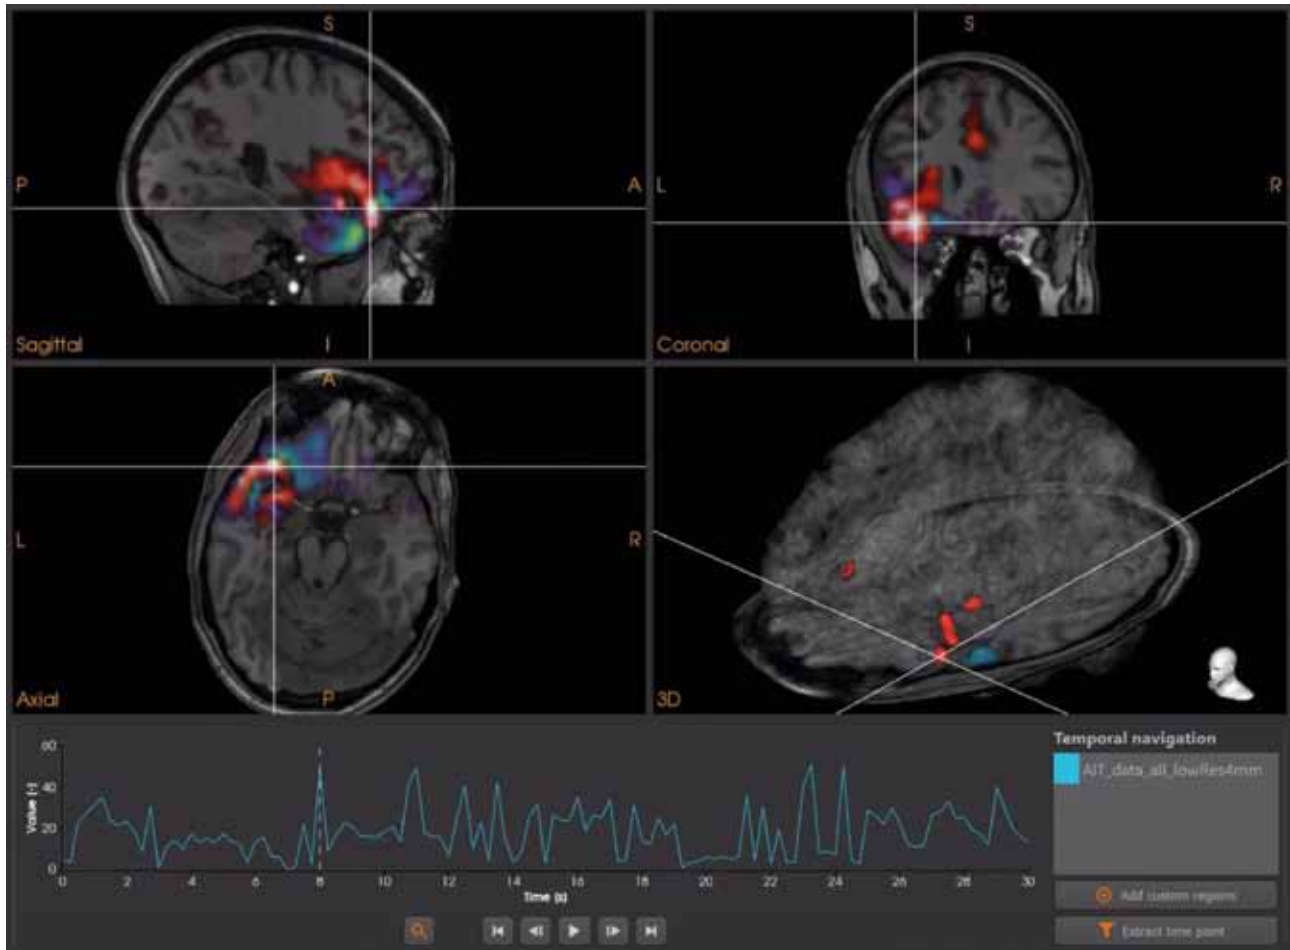 S
P
A
Sagittal
I
S
L
R
Coronal
I
A
L
R
Axial
P
3D
60
40
20
0
Value [-]
0 2 4 6 8 10 12 14 16 18 20 22 24 26 28 30
Time (s)
Temporal navigation
AIT_data_all_lowRes4mm
Add custom regions
Extract time point